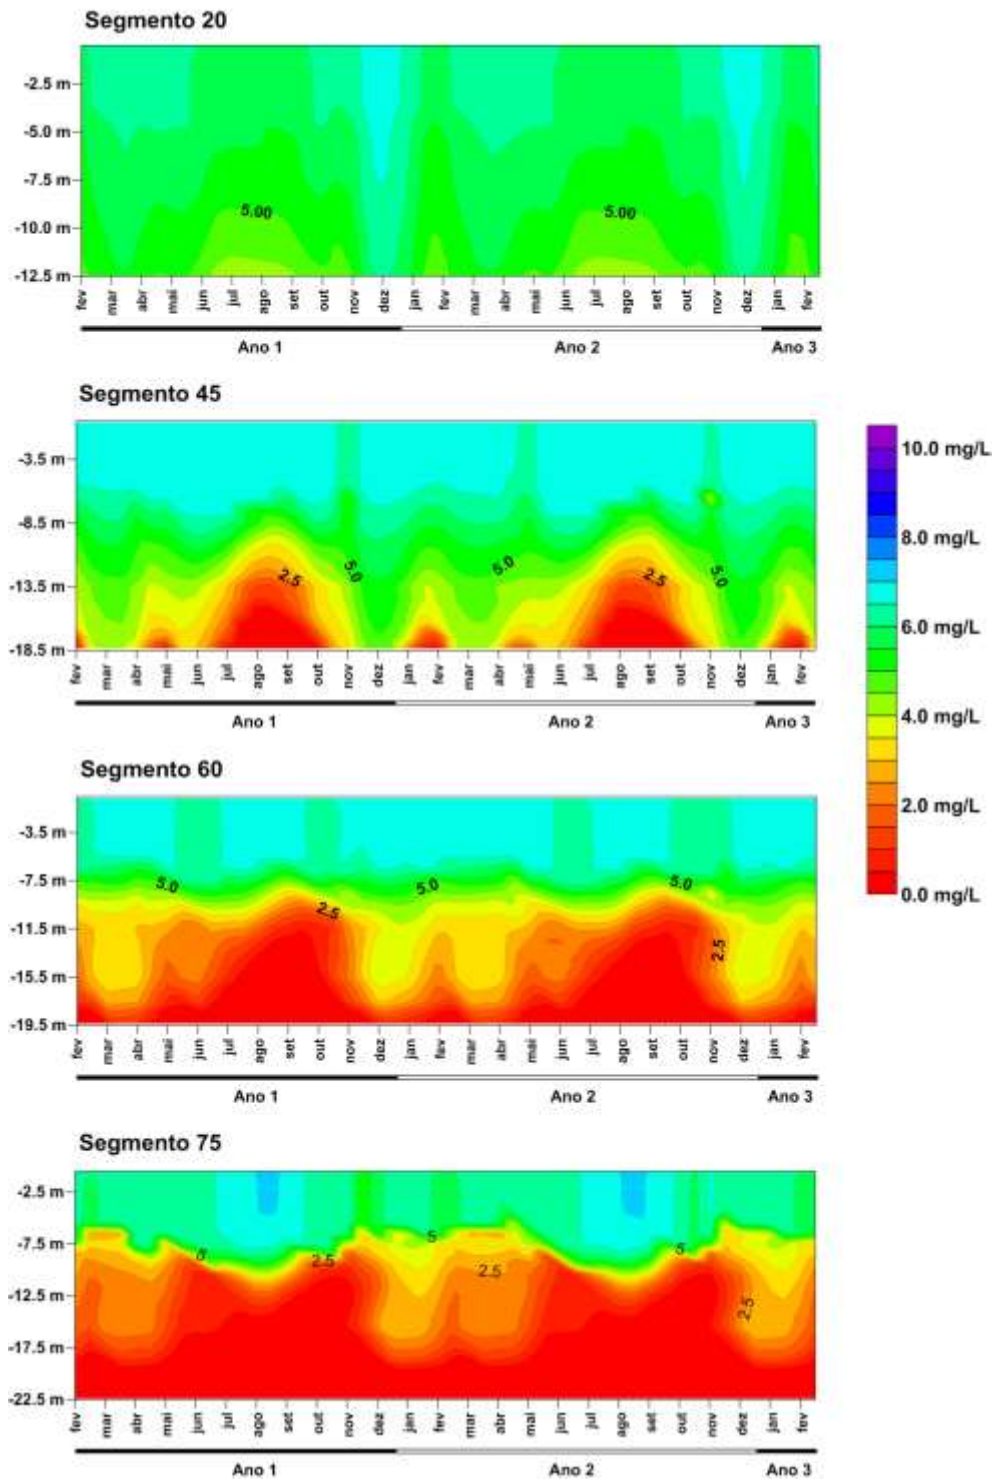 Segmento 20
-2.5 m
-5.0 m
-7.5 m
-10.0 m
-12.5 m
5.00 5.00
fev mar abr mai jun jul ago set out nov dez jan fev mar abr mai jun jul ago set out nov dez jan fev
Ano 1 Ano 2 Ano 3
Segmento 45
-3.5 m
-8.5 m
-13.5 m
-18.5 m
2.5 5.0 5.0 2.5 5.0
fev mar abr mai jun jul ago set out nov dez jan fev mar abr mai jun jul ago set out nov dez jan fev
Ano 1 Ano 2 Ano 3
10.0 mg/L
8.0 mg/L
6.0 mg/L
4.0 mg/L
2.0 mg/L
0.0 mg/L
Segmento 60
-3.5 m
-7.5 m
-11.5 m
-15.5 m
-19.5 m
5.0 2.5 5.0 5.0 2.5
fev mar abr mai jun jul ago set out nov dez jan fev mar abr mai jun jul ago set out nov dez jan fev
Ano 1 Ano 2 Ano 3
Segmento 75
-2.5 m
-7.5 m
-12.5 m
-17.5 m
-22.5 m
5 2.5 5 2.5 5 2.5
fev mar abr mai jun jul ago set out nov dez jan fev mar abr mai jun jul ago set out nov dez jan fev
Ano 1 Ano 2 Ano 3